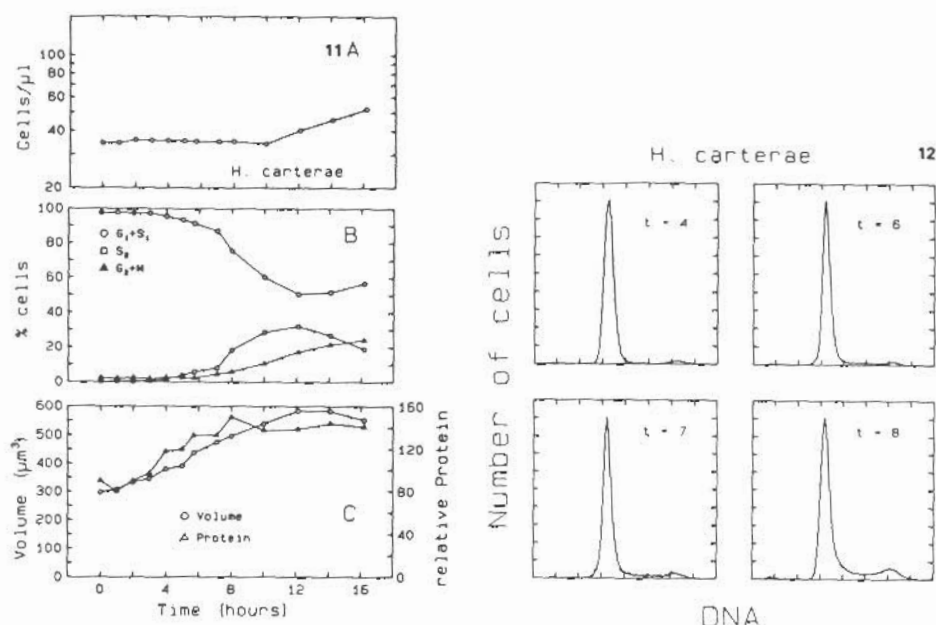 11A
Cells/µl
100
80
60
40
20
H. carterae
B
% cells
100
80
60
40
20
0
G₁+S₁
S₂
G₂+M
C
Volume (µm³)
600
500
400
300
200
100
0
relative Protein
160
120
80
40
0
Volume
Protein
0 4 8 12 16
Time (hours)
H. carterae 12
Number of cells
t = 4
t = 6
t = 7
t = 8
DNA